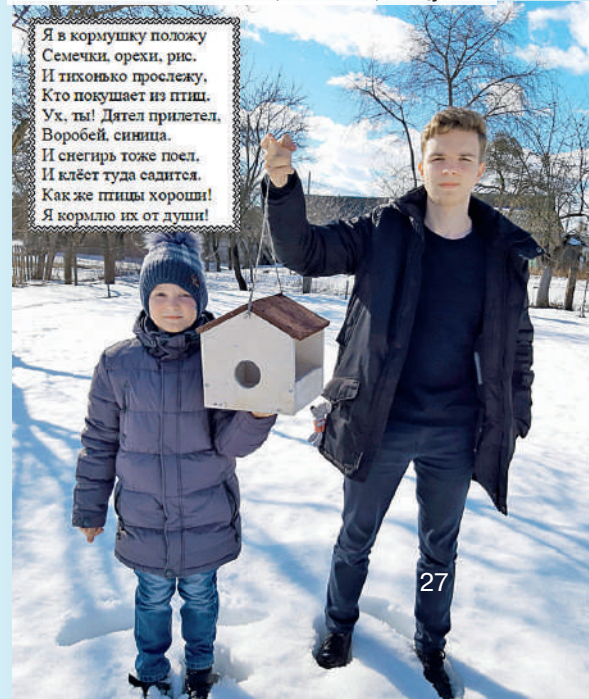 Я в кормушку положу
Семечки, орехи, рис.
И тихонько прослежу,
Кто покушает из птиц.
Ух, ты! Дятел прилетел,
Воробей, синица.
И снегирь тоже поел,
И клёст туда садится.
Как же птицы хороши!
Я кормлю их от души!
27